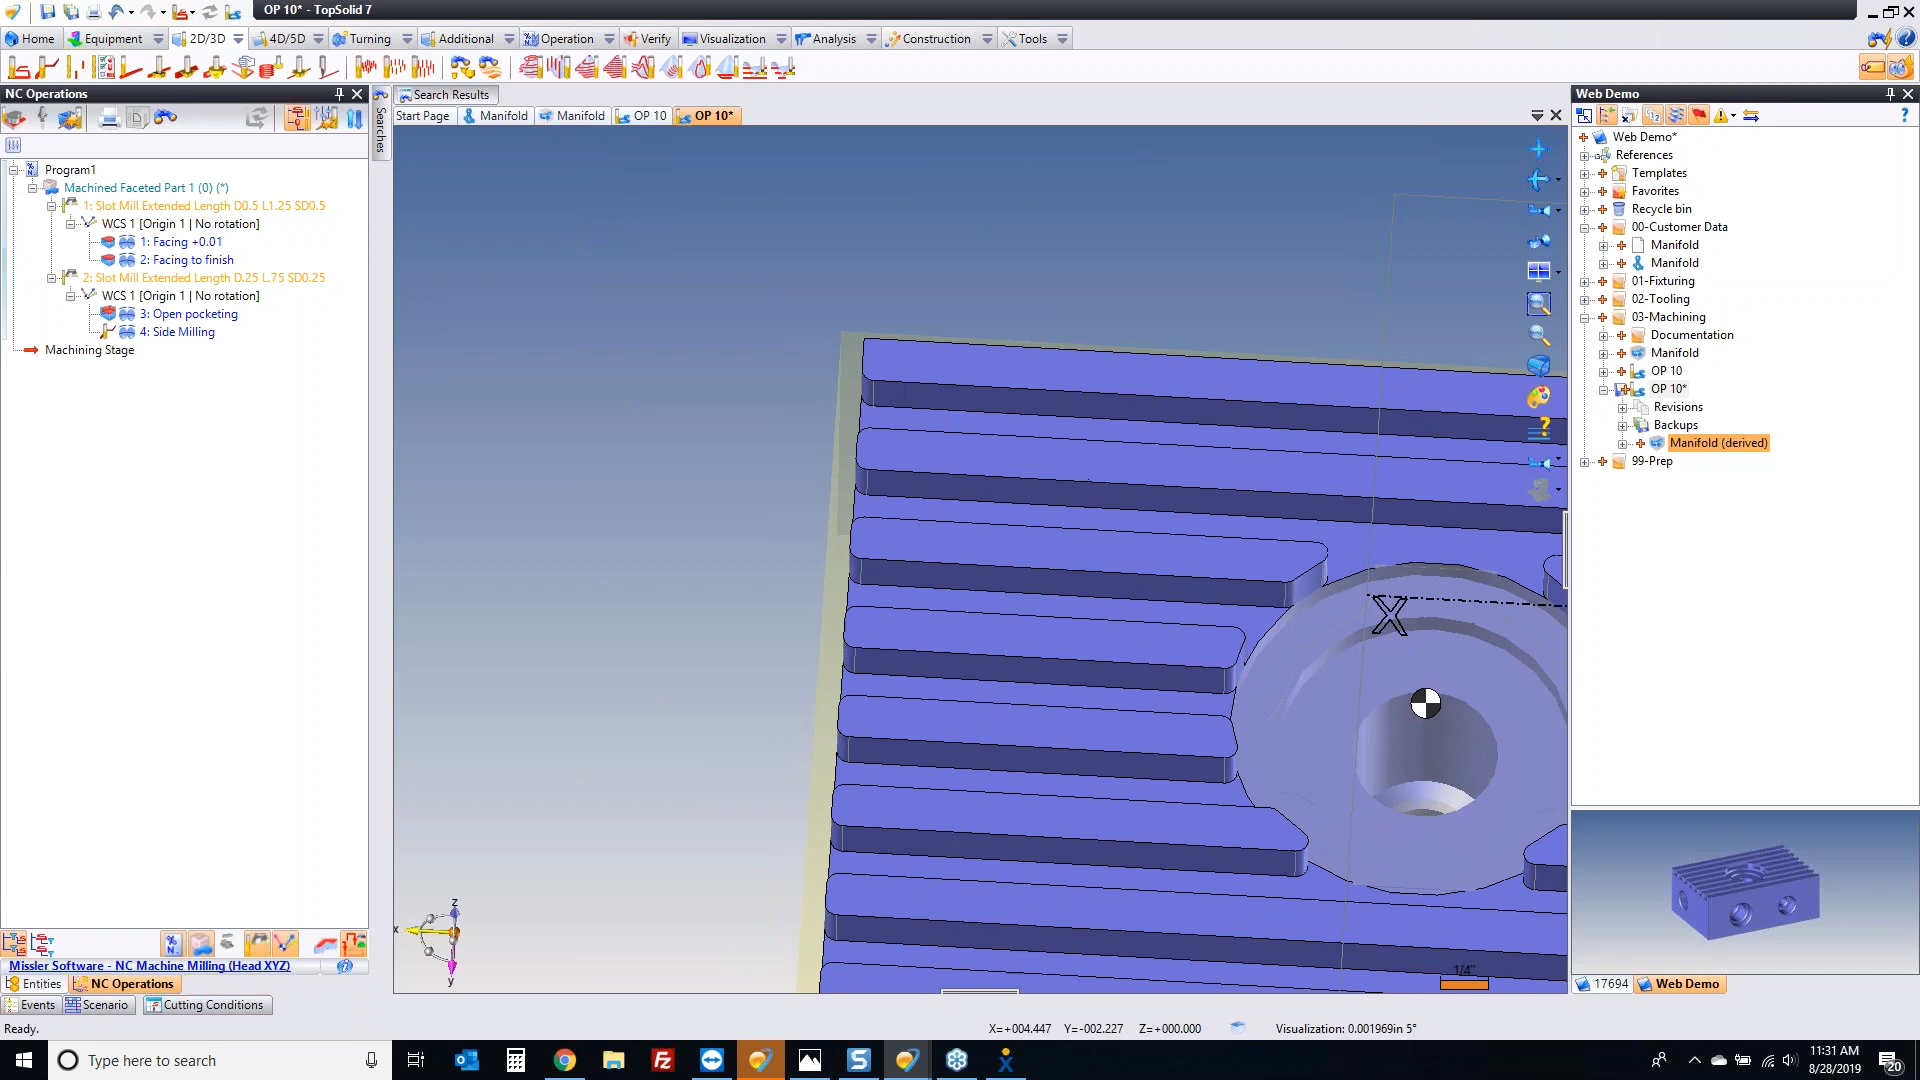 OP 10* - TopSolid 7
Home
Equipment
2D/3D
4D/5D
Turning
Additional
Operation
Verify
Visualization
Analysis
Construction
Tools
NC Operations
Search Results
Web Demo
Start Page
Manifold
Manifold
OP 10
OP 10*
Searches
Program1
Machined Faceted Part 1 (0) (*)
1: Slot Mill Extended Length D0.5 L1.25 SD0.5
WCS 1 [Origin 1 | No rotation]
1: Facing +0.01
2: Facing to finish
2: Slot Mill Extended Length D.25 L.75 SD0.25
WCS 1 [Origin 1 | No rotation]
3: Open pocketing
4: Side Milling
Machining Stage
Web Demo*
References
Templates
Favorites
Recycle bin
00-Customer Data
Manifold
Manifold
01-Fixturing
02-Tooling
03-Machining
Documentation
Manifold
OP 10
OP 10*
Revisions
Backups
Manifold (derived)
99-Prep
X
z
x
y
1/4"
Missler Software - NC Machine Milling (Head XYZ)
Entities
NC Operations
17694
Web Demo
Events
Scenario
Cutting Conditions
Ready.
X=+004.447 Y=-002.227 Z=+000.000
Visualization: 0.001969in 5°
Type here to search
11:31 AM
8/28/2019
20